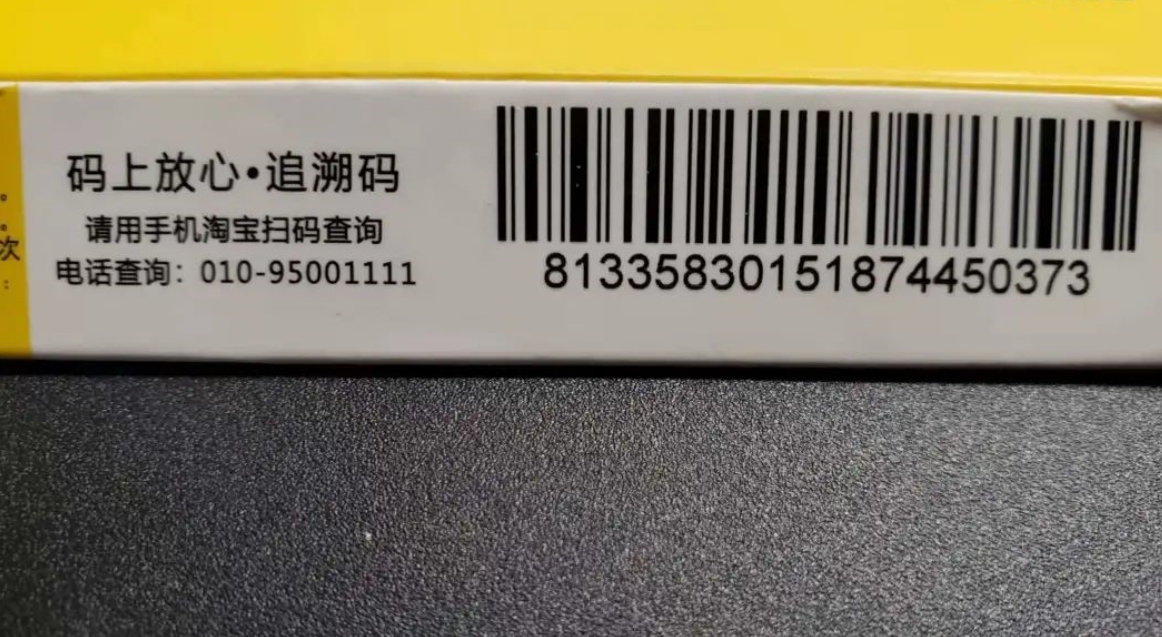 码上放心•追溯码
请用手机淘宝扫码查询
电话查询：010-95001111
81335830151874450373
次